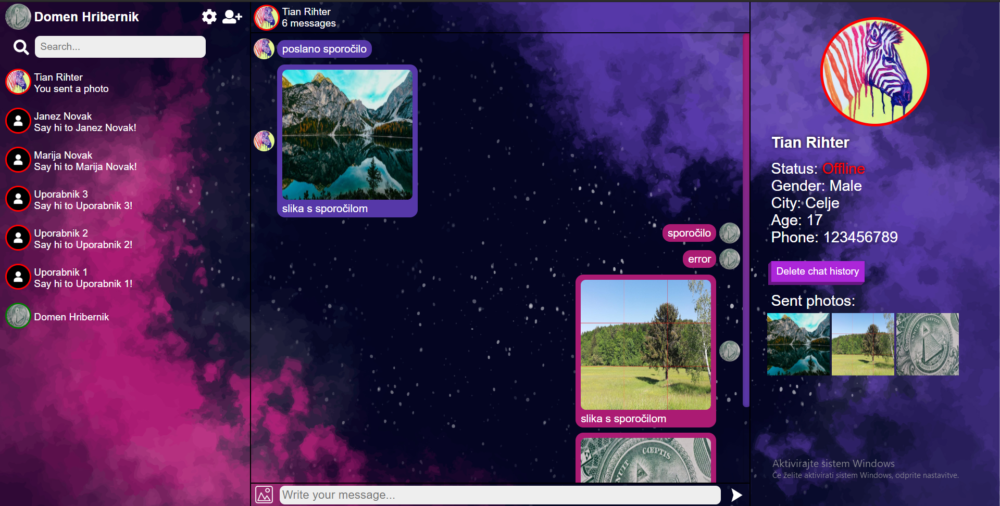 Domen Hribernik
Search...
Tian Rihter
You sent a photo
Janez Novak
Say hi to Janez Novak!
Marija Novak
Say hi to Marija Novak!
Uporabnik 3
Say hi to Uporabnik 3!
Uporabnik 2
Say hi to Uporabnik 2!
Uporabnik 1
Say hi to Uporabnik 1!
Domen Hribernik
Tian Rihter
6 messages
poslano sporočilo
slika s sporočilom
sporočilo
error
slika s sporočilom
CŒPTIS
NUIT
Write your message...
Tian Rihter
Status: Offline
Gender: Male
City: Celje
Age: 17
Phone: 123456789
Delete chat history
Sent photos:
ANNUIT CŒPTIS
Aktivirajte sistem Windows
Če želite aktivirati sistem Windows, odprite nastavitve.